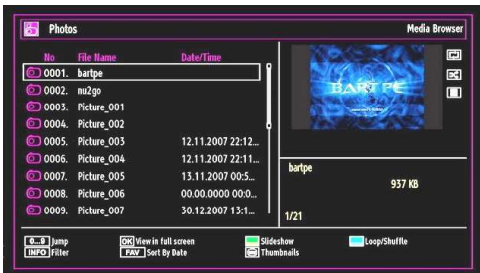 Photos Media Browser
No File Name Date/Time
0001. bartpe
0002. nu2go
0003. Picture_001
0004. Picture_002
0005. Picture_003 12.11.2007 22:12...
0006. Picture_004 12.11.2007 22:11...
0007. Picture_005 13.11.2007 00:5...
0008. Picture_006 00.00.0000 00:0...
0009. Picture_007 30.12.2007 13:1...
BART PE
bartpe
937 KB
1/21
0...9 Jump OK View in full screen Slideshow Loop/Shuffle
INFO Filter FAV Sort By Date Thumbnails